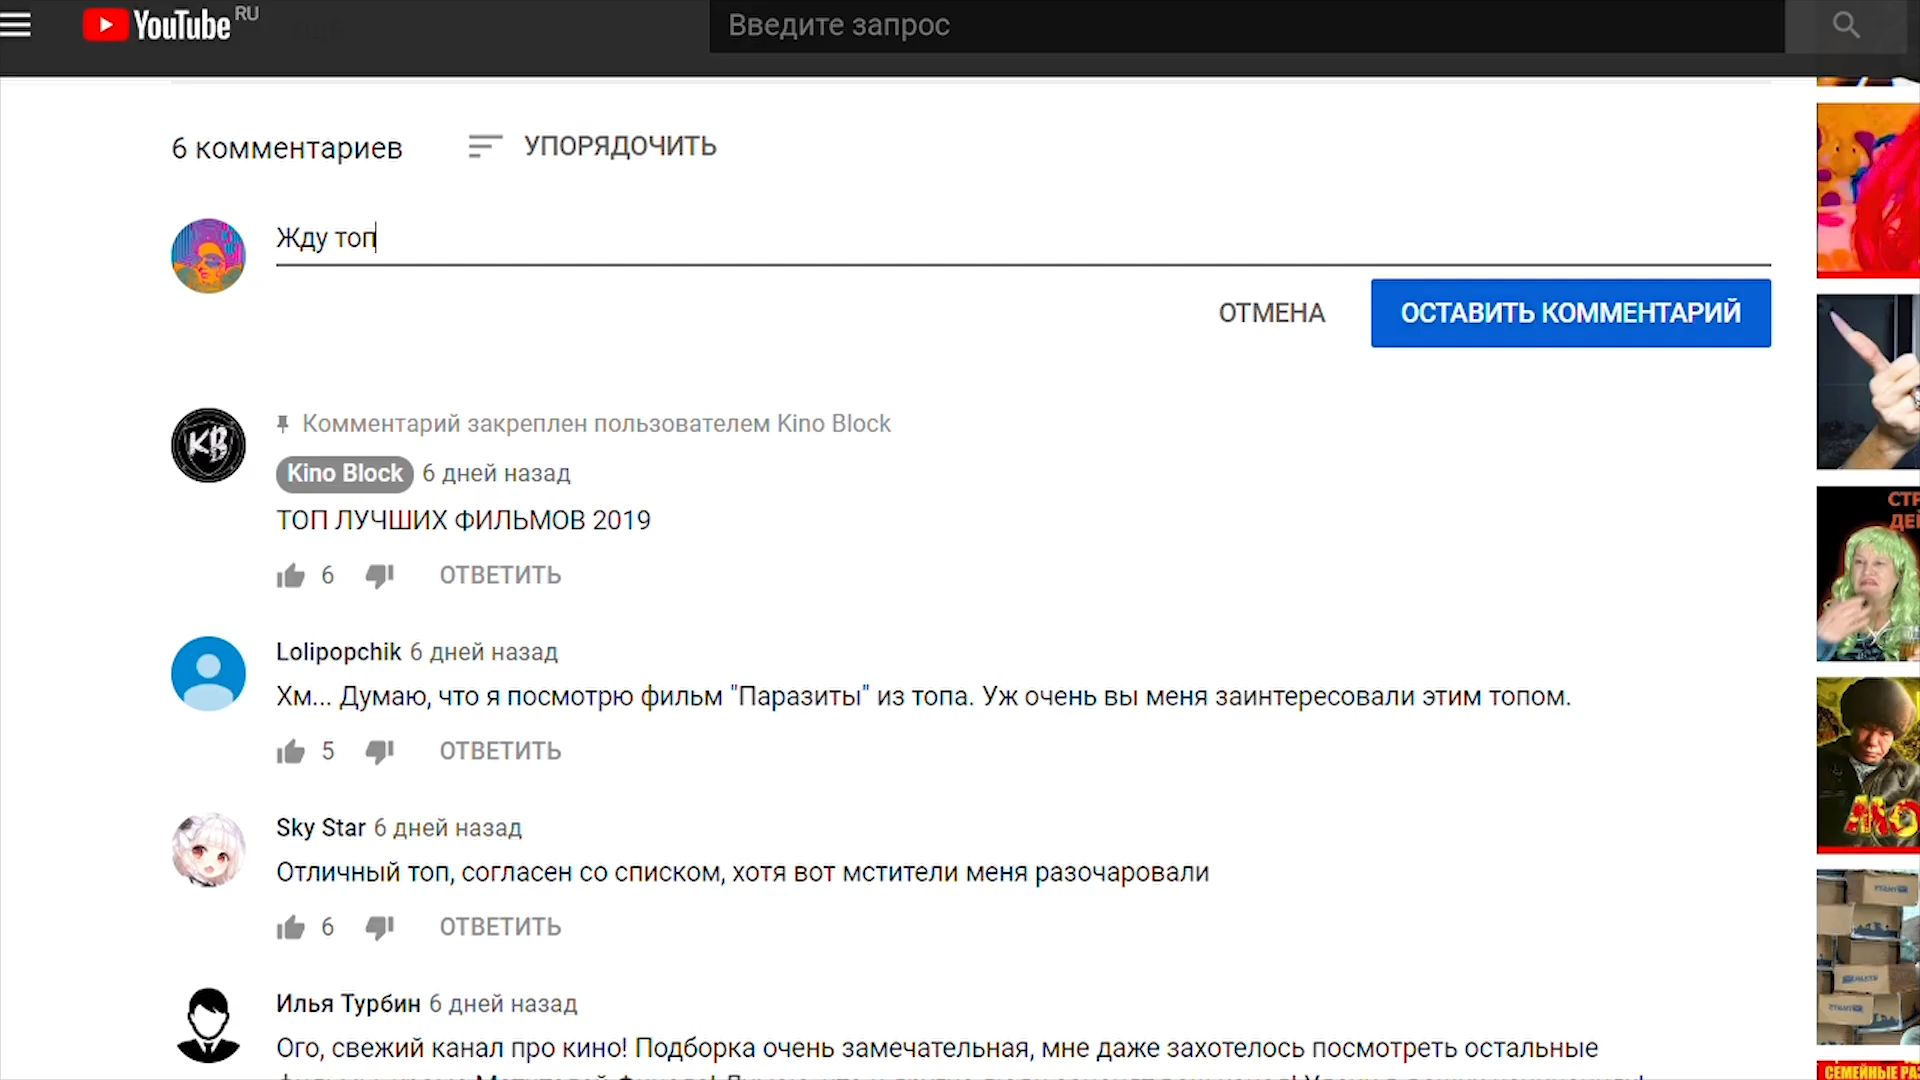 YouTube RU
Введите запрос
6 комментариев
УПОРЯДОЧИТЬ
Жду топ
ОТМЕНА
ОСТАВИТЬ КОММЕНТАРИЙ
Комментарий закреплен пользователем Kino Block
Kino Block 6 дней назад
ТОП ЛУЧШИХ ФИЛЬМОВ 2019
6 ОТВЕТИТЬ
Lolipopchik 6 дней назад
Хм... Думаю, что я посмотрю фильм "Паразиты" из топа. Уж очень вы меня заинтересовали этим топом.
5 ОТВЕТИТЬ
Sky Star 6 дней назад
Отличный топ, согласен со списком, хотя вот мстители меня разочаровали
6 ОТВЕТИТЬ
Илья Турбин 6 дней назад
Ого, свежий канал про кино! Подборка очень замечательная, мне даже захотелось посмотреть остальные
KB
СЕМЕЙНЫЕ